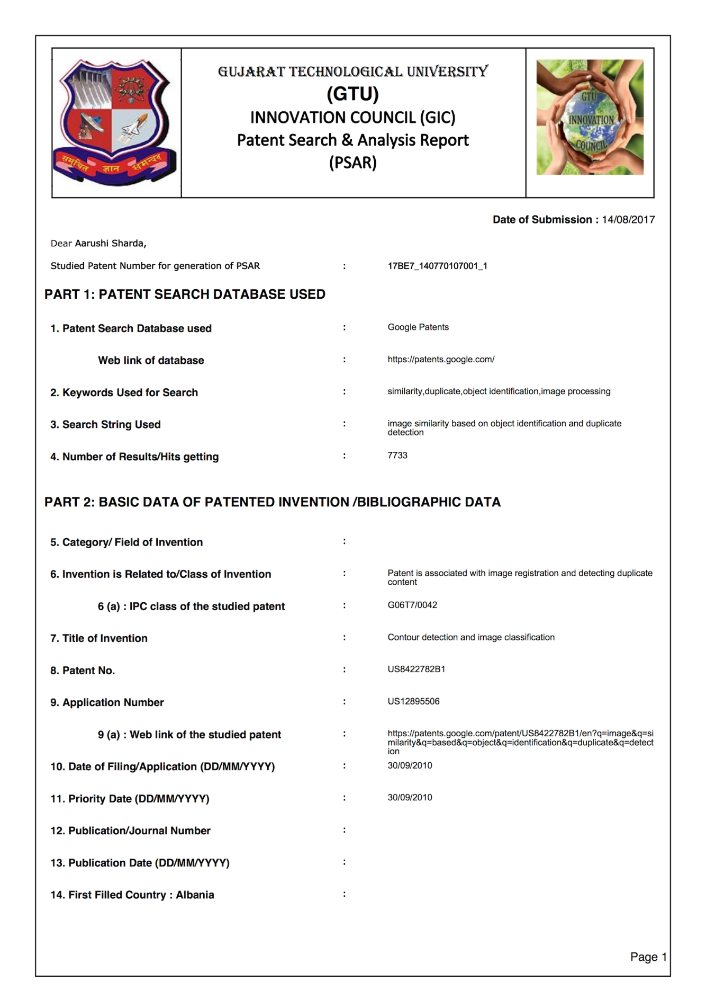 समुचित ज्ञान समन्वय
GUJARAT TECHNOLOGICAL UNIVERSITY
(GTU)
INNOVATION COUNCIL (GIC)
Patent Search & Analysis Report
(PSAR)
GTU
INNOVATION
COUNCIL
Date of Submission : 14/08/2017
Dear Aarushi Sharda,
Studied Patent Number for generation of PSAR : 17BE7_140770107001_1
PART 1: PATENT SEARCH DATABASE USED
1. Patent Search Database used : Google Patents
Web link of database : https://patents.google.com/
2. Keywords Used for Search : similarity,duplicate,object identification,image processing
3. Search String Used : image similarity based on object identification and duplicate
detection
4. Number of Results/Hits getting : 7733
PART 2: BASIC DATA OF PATENTED INVENTION /BIBLIOGRAPHIC DATA
5. Category/ Field of Invention :
6. Invention is Related to/Class of Invention : Patent is associated with image registration and detecting duplicate
content
6 (a) : IPC class of the studied patent : G06T7/0042
7. Title of Invention : Contour detection and image classification
8. Patent No. : US8422782B1
9. Application Number : US12895506
9 (a) : Web link of the studied patent : https://patents.google.com/patent/US8422782B1/en?q=image&q=si
milarity&q=based&q=object&q=identification&q=duplicate&q=detect
ion
10. Date of Filing/Application (DD/MM/YYYY) : 30/09/2010
11. Priority Date (DD/MM/YYYY) : 30/09/2010
12. Publication/Journal Number :
13. Publication Date (DD/MM/YYYY) :
14. First Filled Country : Albania :
Page 1